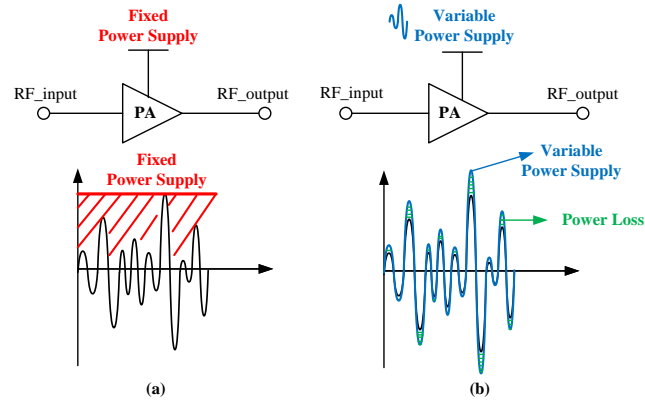 Fixed
Power Supply
RF_input
PA
RF_output
Fixed
Power Supply
(a)
Variable
Power Supply
RF_input
PA
RF_output
Variable
Power Supply
Power Loss
(b)